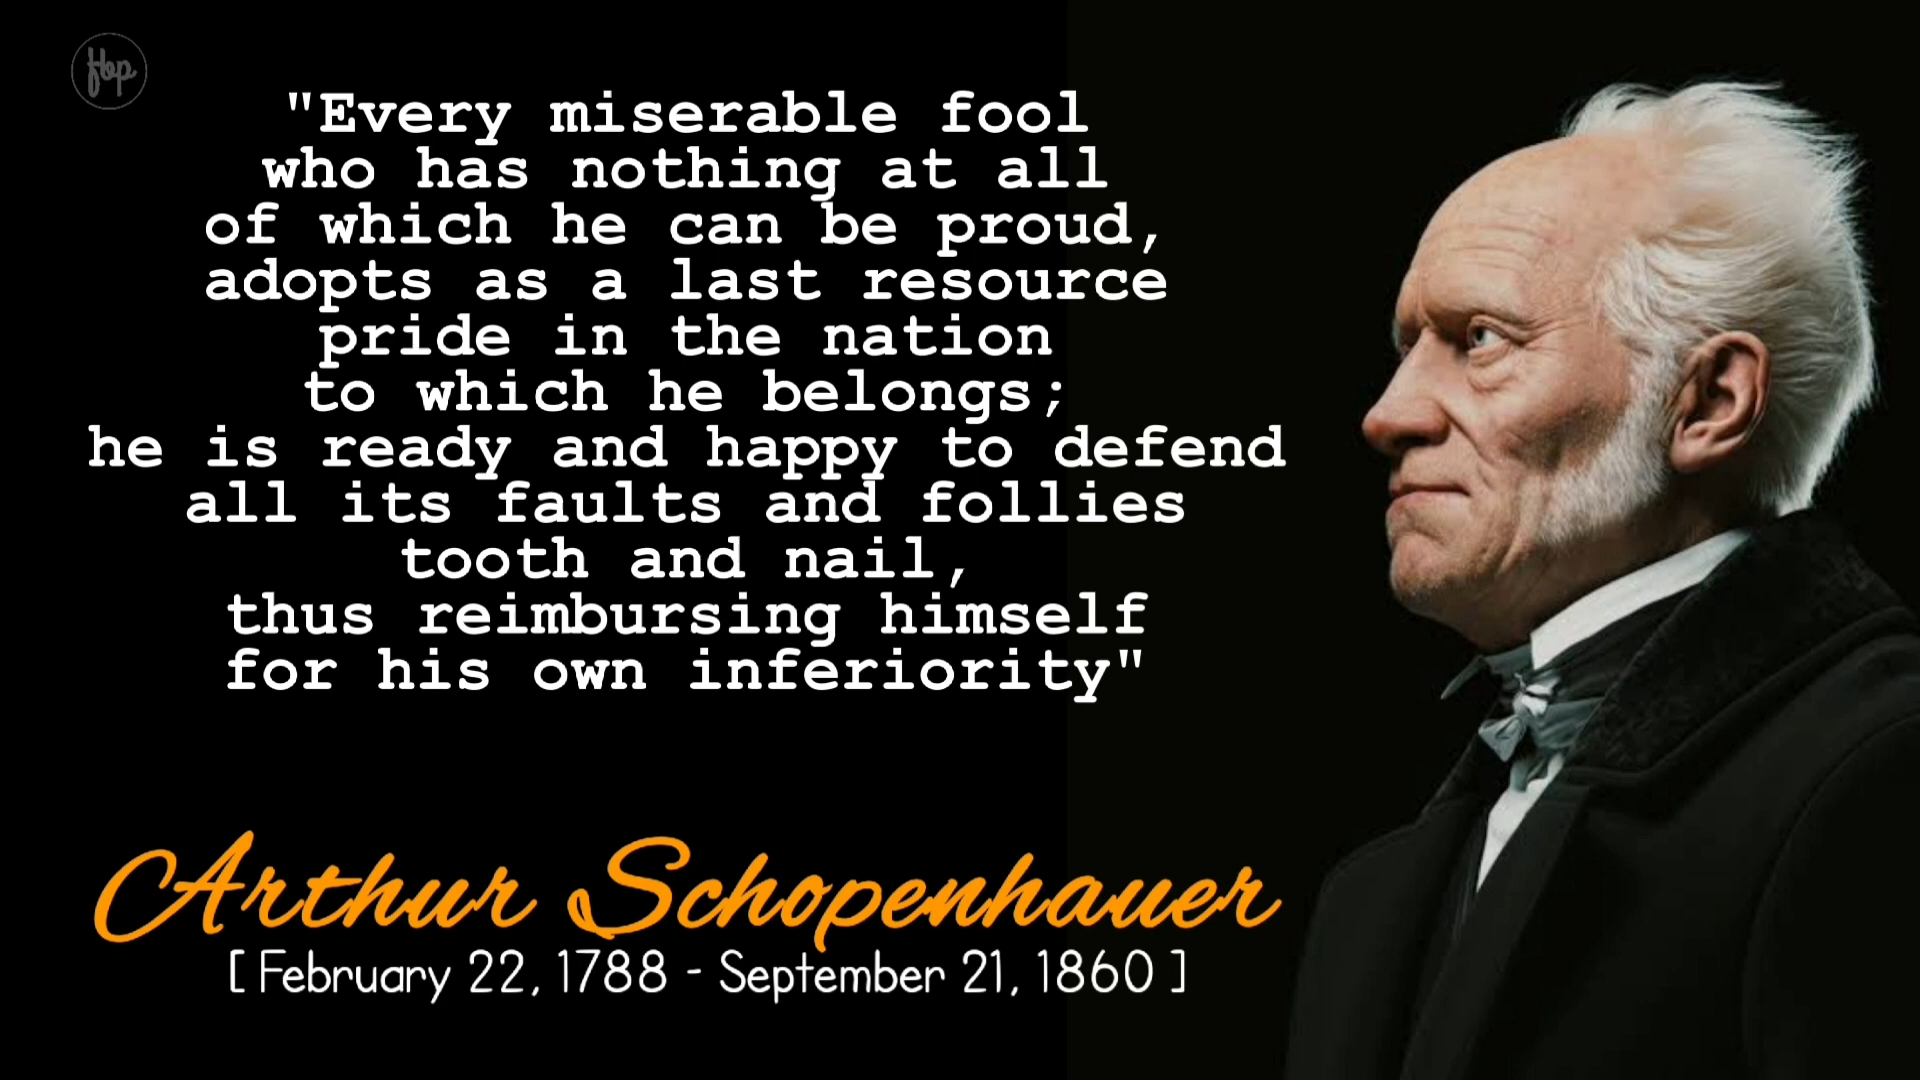 fbp
"Every miserable fool
who has nothing at all
of which he can be proud,
adopts as a last resource
pride in the nation
to which he belongs;
he is ready and happy to defend
all its faults and follies
tooth and nail,
thus reimbursing himself
for his own inferiority"
Arthur Schopenhauer
[ February 22, 1788 - September 21, 1860 ]